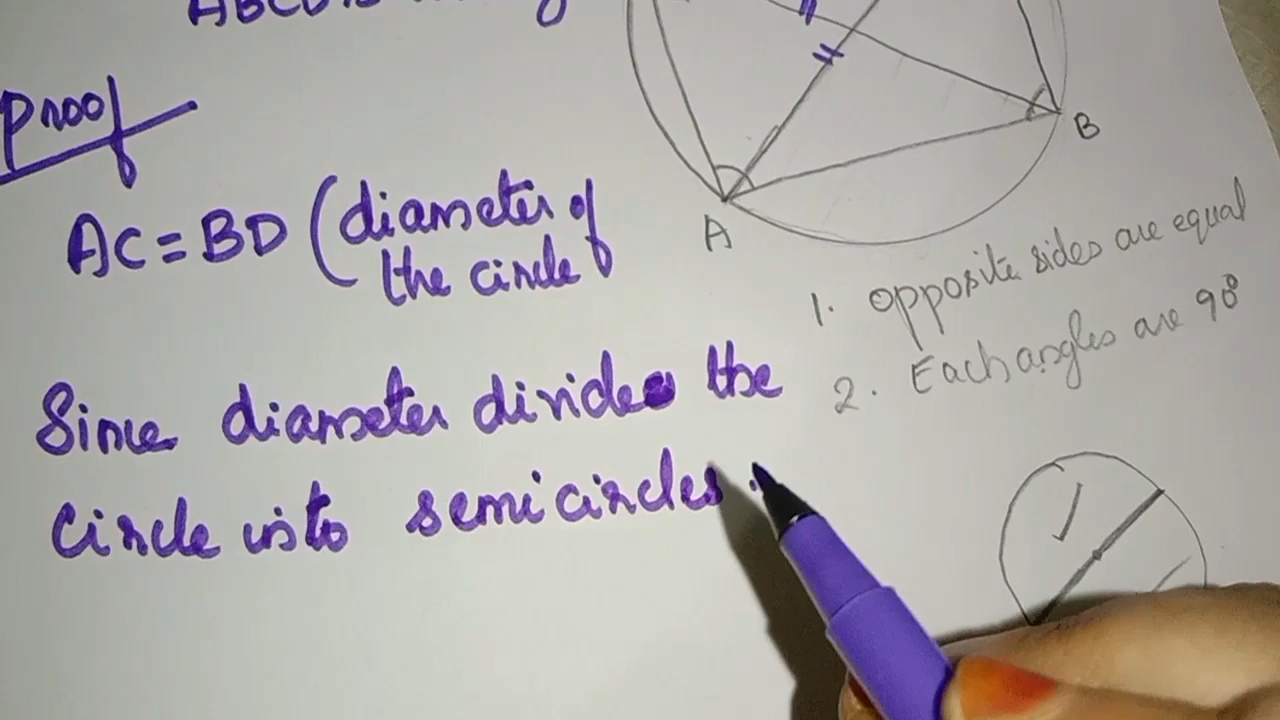 Proof
AC = BD (diameter of
the circle
Since diameter divides the
Circle into semicircles.
A
B
1. Opposite sides are equal
2. Each angles are 90°